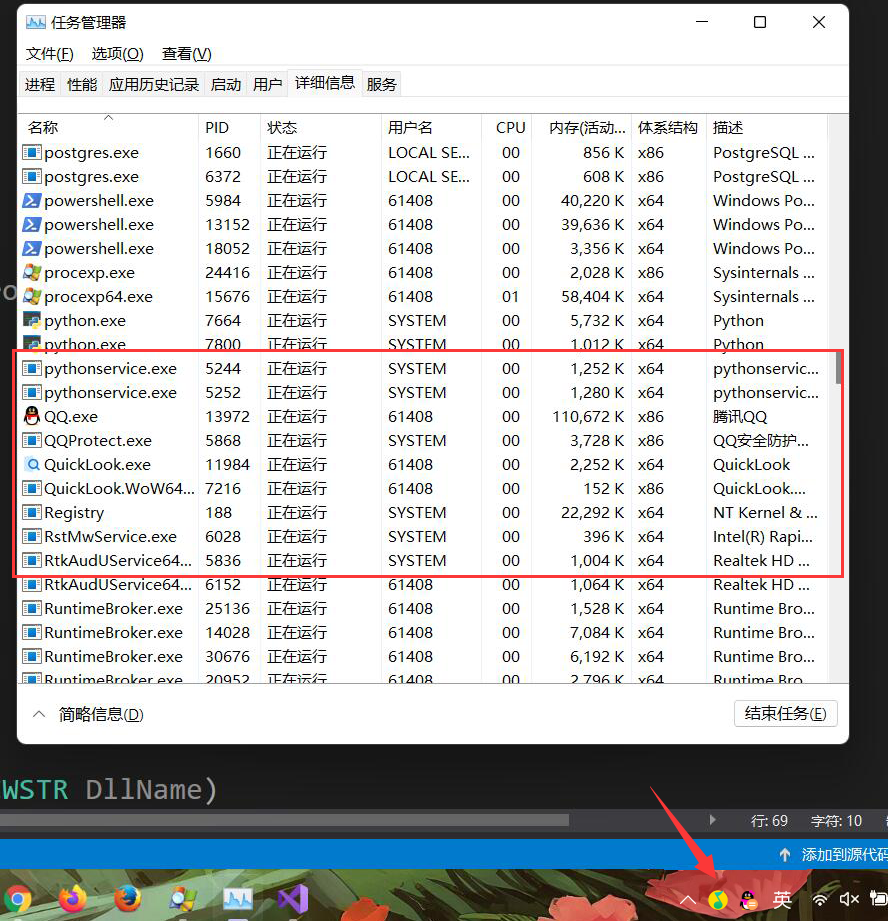 任务管理器
文件(F) 选项(O) 查看(V)
进程 性能 应用历史记录 启动 用户 详细信息 服务
名称 PID 状态 用户名 CPU 内存(活动... 体系结构 描述
postgres.exe 1660 正在运行 LOCAL SE... 00 856 K x86 PostgreSQL ...
postgres.exe 6372 正在运行 LOCAL SE... 00 608 K x86 PostgreSQL ...
powershell.exe 5984 正在运行 61408 00 40,220 K x64 Windows Po...
powershell.exe 13152 正在运行 61408 00 39,636 K x64 Windows Po...
powershell.exe 18052 正在运行 61408 00 3,356 K x64 Windows Po...
procexp.exe 24416 正在运行 61408 00 2,028 K x86 Sysinternals ...
procexp64.exe 15676 正在运行 61408 01 58,404 K x64 Sysinternals ...
python.exe 7664 正在运行 SYSTEM 00 5,732 K x64 Python
python.exe 7800 正在运行 SYSTEM 00 1,012 K x64 Python
pythonservice.exe 5244 正在运行 SYSTEM 00 1,252 K x64 pythonservic...
pythonservice.exe 5252 正在运行 SYSTEM 00 1,280 K x64 pythonservic...
QQ.exe 13972 正在运行 61408 00 110,672 K x86 腾讯QQ
QQProtect.exe 5868 正在运行 SYSTEM 00 3,728 K x86 QQ安全防护...
QuickLook.exe 11984 正在运行 61408 00 2,252 K x64 QuickLook
QuickLook.WoW64... 7216 正在运行 61408 00 152 K x86 QuickLook....
Registry 188 正在运行 SYSTEM 00 22,292 K x64 NT Kernel & ...
RstMwService.exe 6028 正在运行 SYSTEM 00 396 K x64 Intel(R) Rapi...
RtkAudUService64... 5836 正在运行 SYSTEM 00 1,004 K x64 Realtek HD ...
RtkAudUService64... 6152 正在运行 61408 00 1,064 K x64 Realtek HD ...
RuntimeBroker.exe 25136 正在运行 61408 00 1,528 K x64 Runtime Bro...
RuntimeBroker.exe 14028 正在运行 61408 00 7,084 K x64 Runtime Bro...
RuntimeBroker.exe 30676 正在运行 61408 00 6,192 K x64 Runtime Bro...
RuntimeBroker.exe 20952 正在运行 61408 00 2,796 K x64 Runtime Bro...
简略信息(D) 结束任务(E)
WSTR DllName)
行: 69 字符: 10
添加到源代码
英